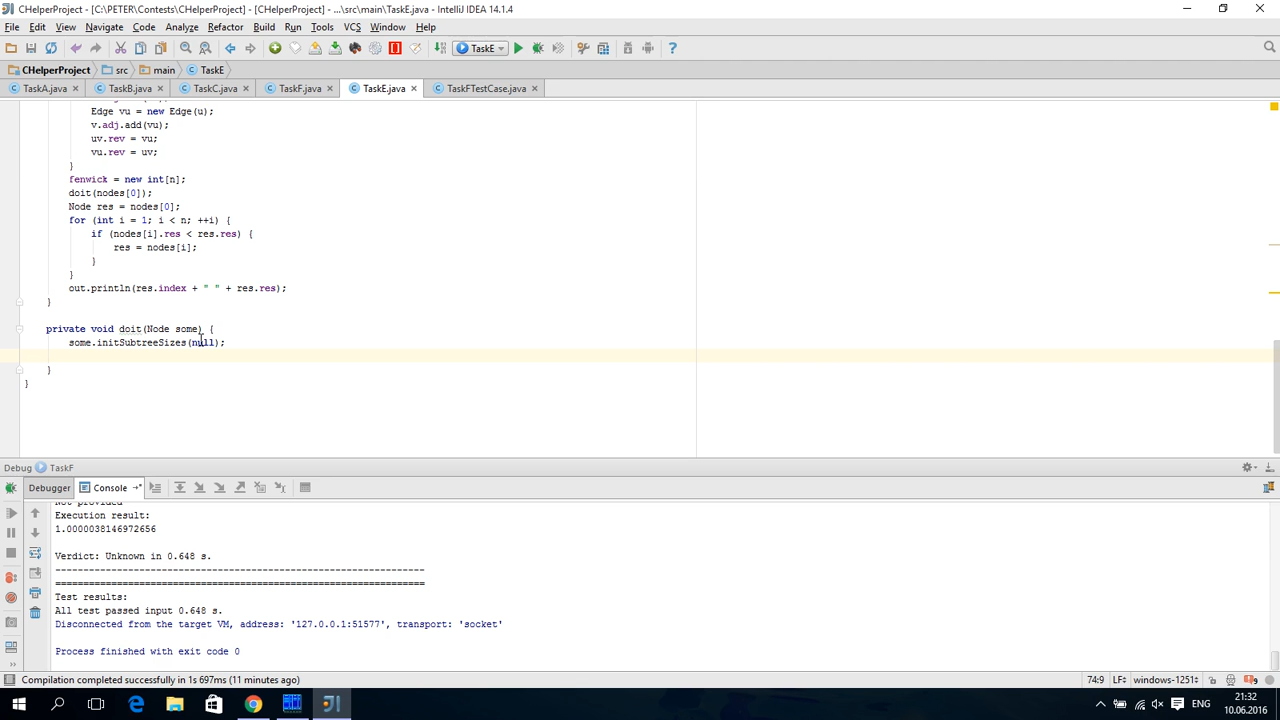 CHelperProject - [C:\PETER\Contests\CHelperProject] - [CHelperProject] - ...\src\main\TaskE.java - IntelliJ IDEA 14.1.4
File Edit View Navigate Code Analyze Refactor Build Run Tools VCS Window Help
TaskE
CHelperProject src main TaskE
TaskA.java TaskB.java TaskC.java TaskF.java TaskE.java TaskFTestCase.java
Edge vu = new Edge(u);
v.adj.add(vu);
uv.rev = vu;
vu.rev = uv;
}
fenwick = new int[n];
doit(nodes[0]);
Node res = nodes[0];
for (int i = 1; i < n; ++i) {
if (nodes[i].res < res.res) {
res = nodes[i];
}
}
out.println(res.index + " " + res.res);
}
private void doit(Node some) {
some.initSubtreeSizes(null);
}
}
Debug TaskF
Debugger Console
Not provided
Execution result:
1.0000038146972656
Verdict: Unknown in 0.648 s.
------------------------------------------------------------------
==================================================================
Test results:
All test passed input 0.648 s.
Disconnected from the target VM, address: '127.0.0.1:51577', transport: 'socket'
Process finished with exit code 0
Compilation completed successfully in 1s 697ms (11 minutes ago) 74:9 LF÷ windows-1251÷
ENG
21:32
10.06.2016